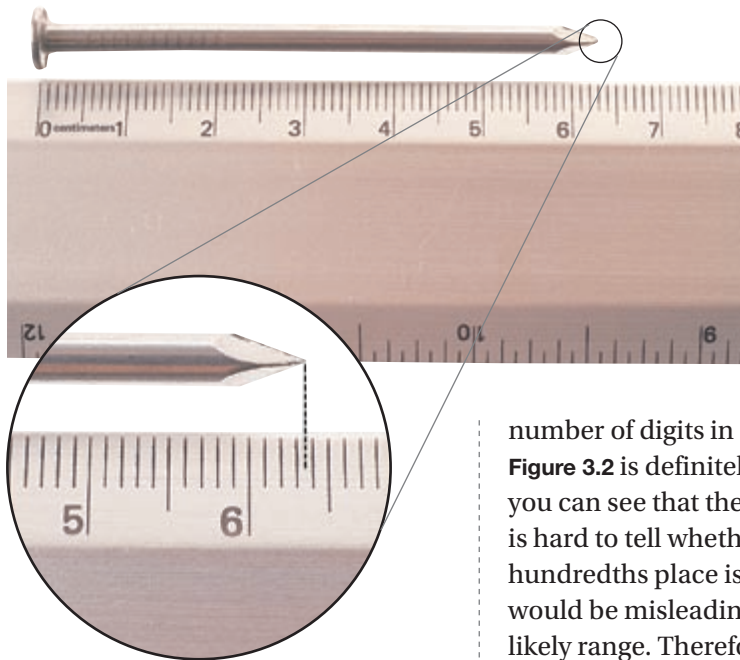 0 centimeters 1 2 3 4 5 6 7 8
12 10 9
5 6
number of digits in
Figure 3.2 is definitel
you can see that the
is hard to tell wheth
hundredths place is
would be misleadin
likely range. Therefo